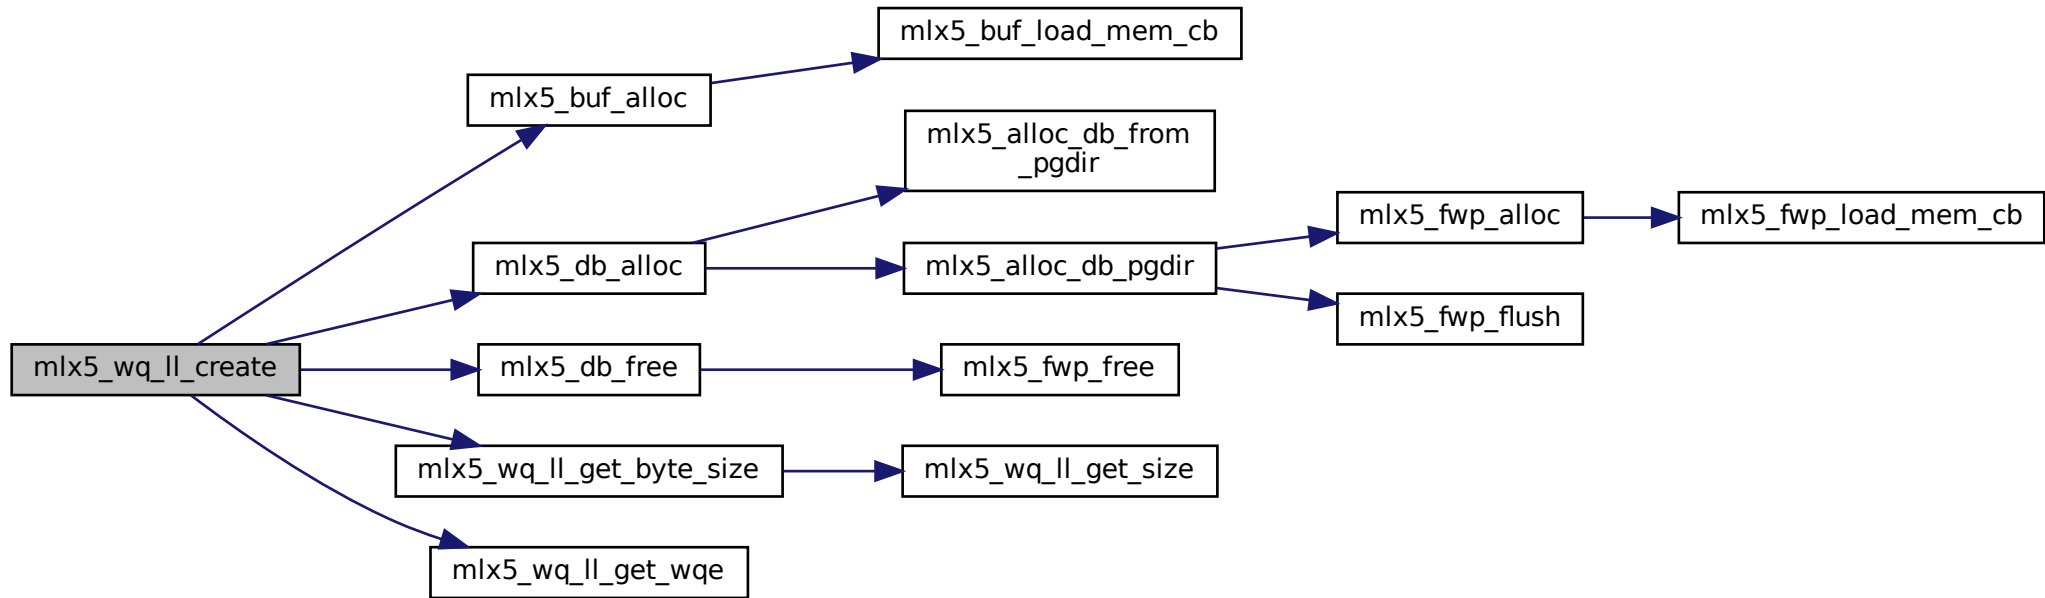 mlx5_buf_load_mem_cb
mlx5_buf_alloc
mlx5_alloc_db_from
_pgdir
mlx5_fwp_alloc
mlx5_fwp_load_mem_cb
mlx5_db_alloc
mlx5_alloc_db_pgdir
mlx5_fwp_flush
mlx5_wq_ll_create
mlx5_db_free
mlx5_fwp_free
mlx5_wq_ll_get_byte_size
mlx5_wq_ll_get_size
mlx5_wq_ll_get_wqe